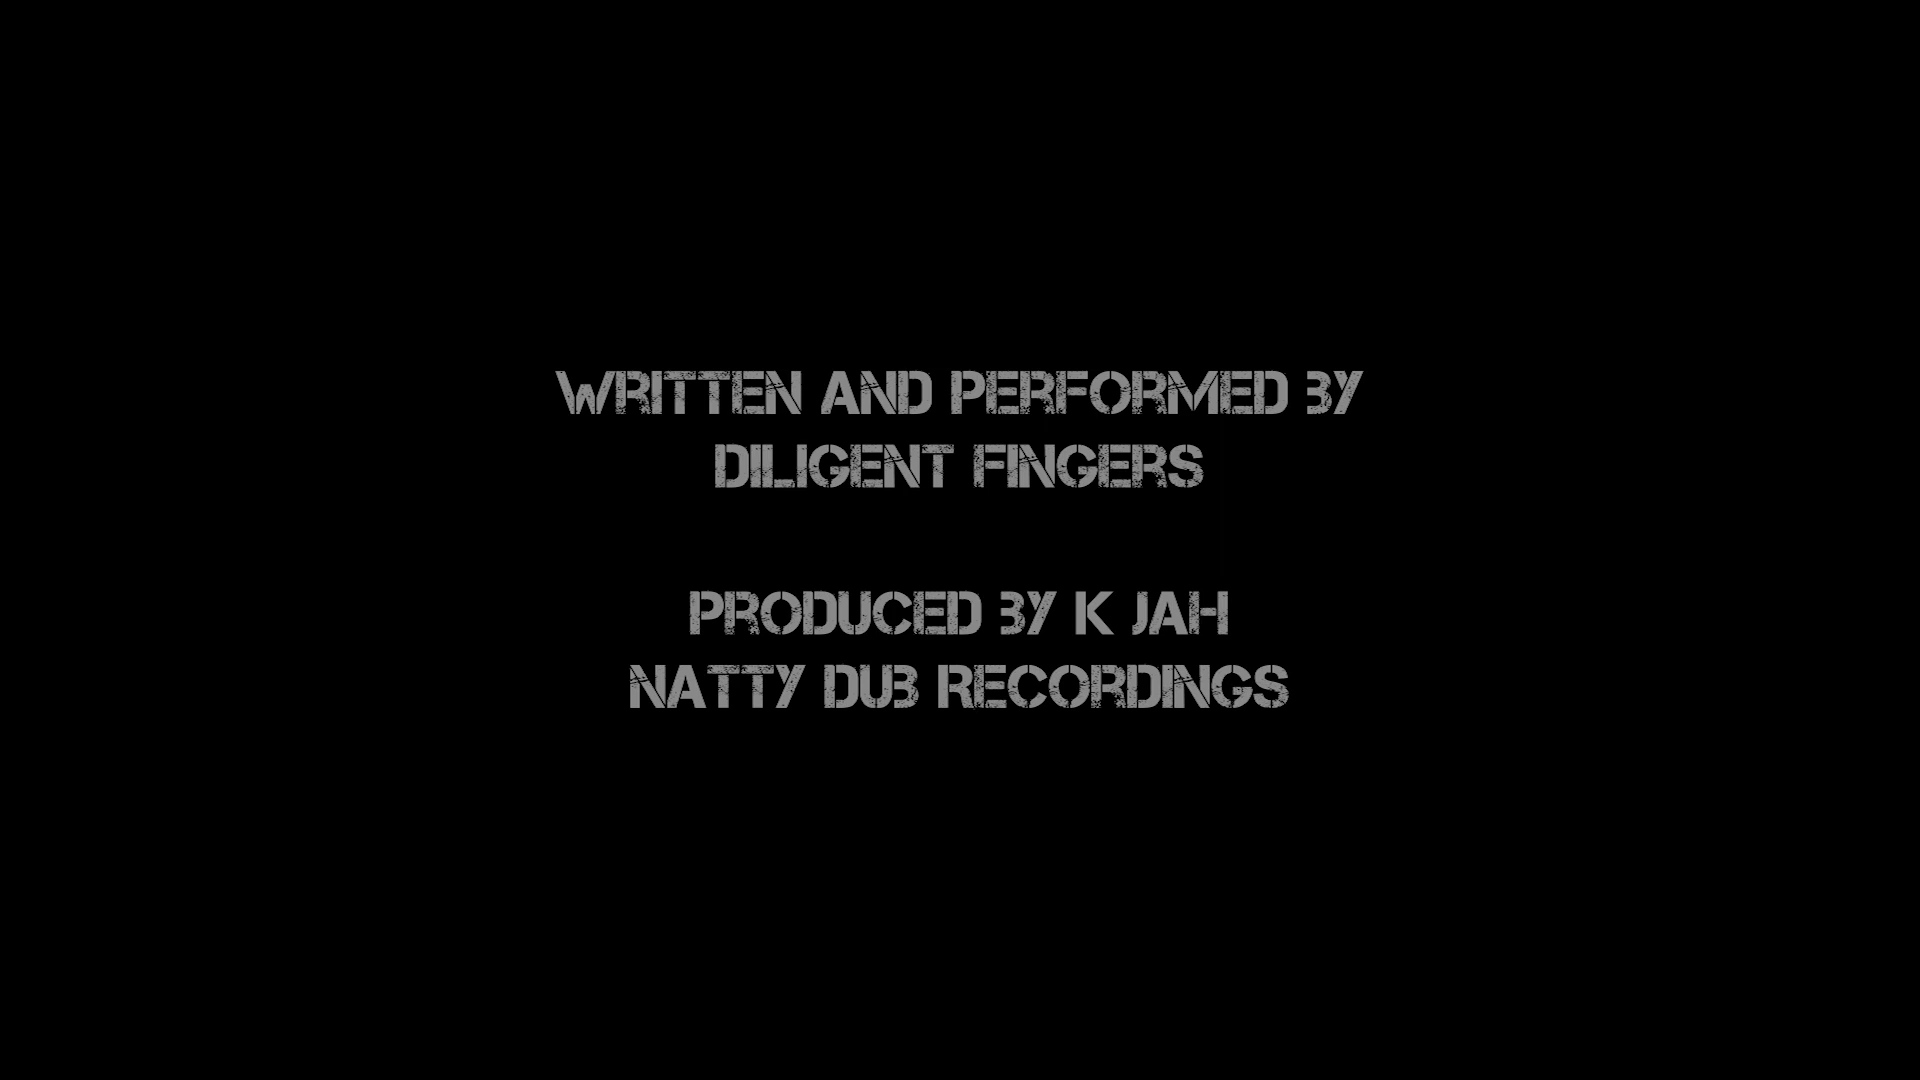 WRITTEN AND PERFORMED BY
DILIGENT FINGERS
PRODUCED BY K JAH
NATTY DUB RECORDINGS